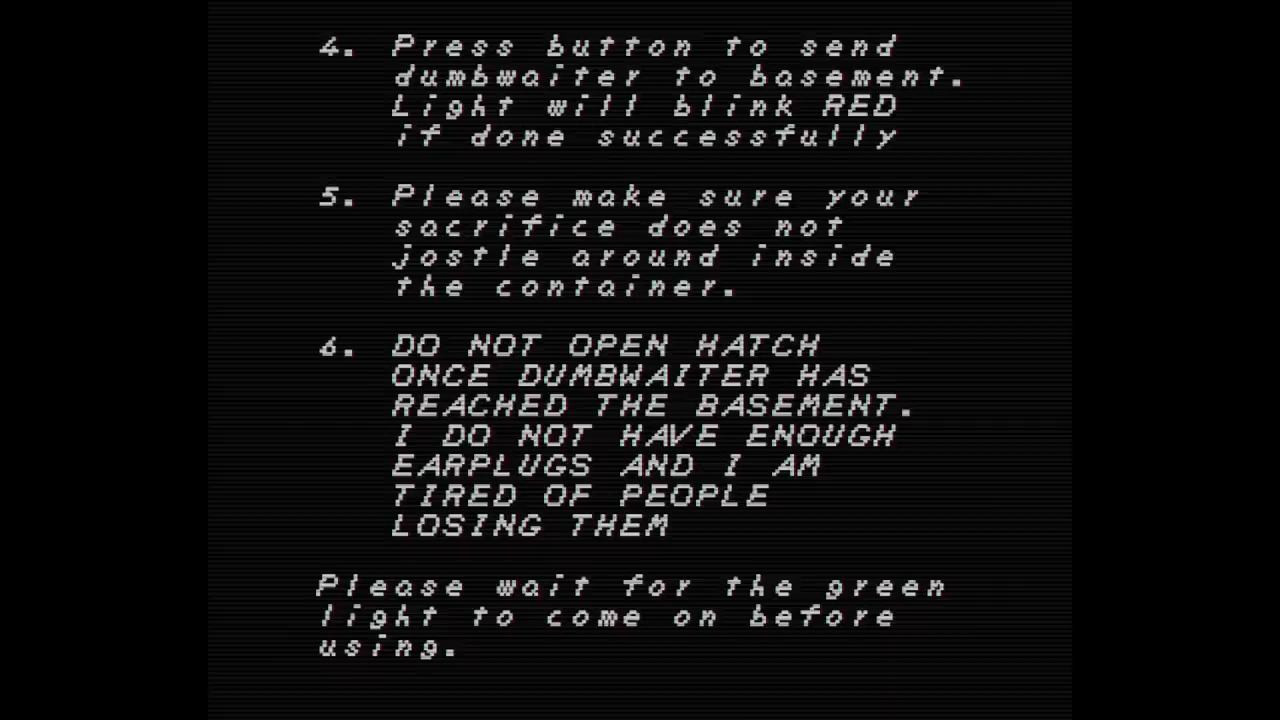 4. Press button to send
dumbwaiter to basement.
Light will blink RED
if done successfully
5. Please make sure your
sacrifice does not
jostle around inside
the container.
6. DO NOT OPEN HATCH
ONCE DUMBWAITER HAS
REACHED THE BASEMENT.
I DO NOT HAVE ENOUGH
EARPLUGS AND I AM
TIRED OF PEOPLE
LOSING THEM
Please wait for the green
light to come on before
using.